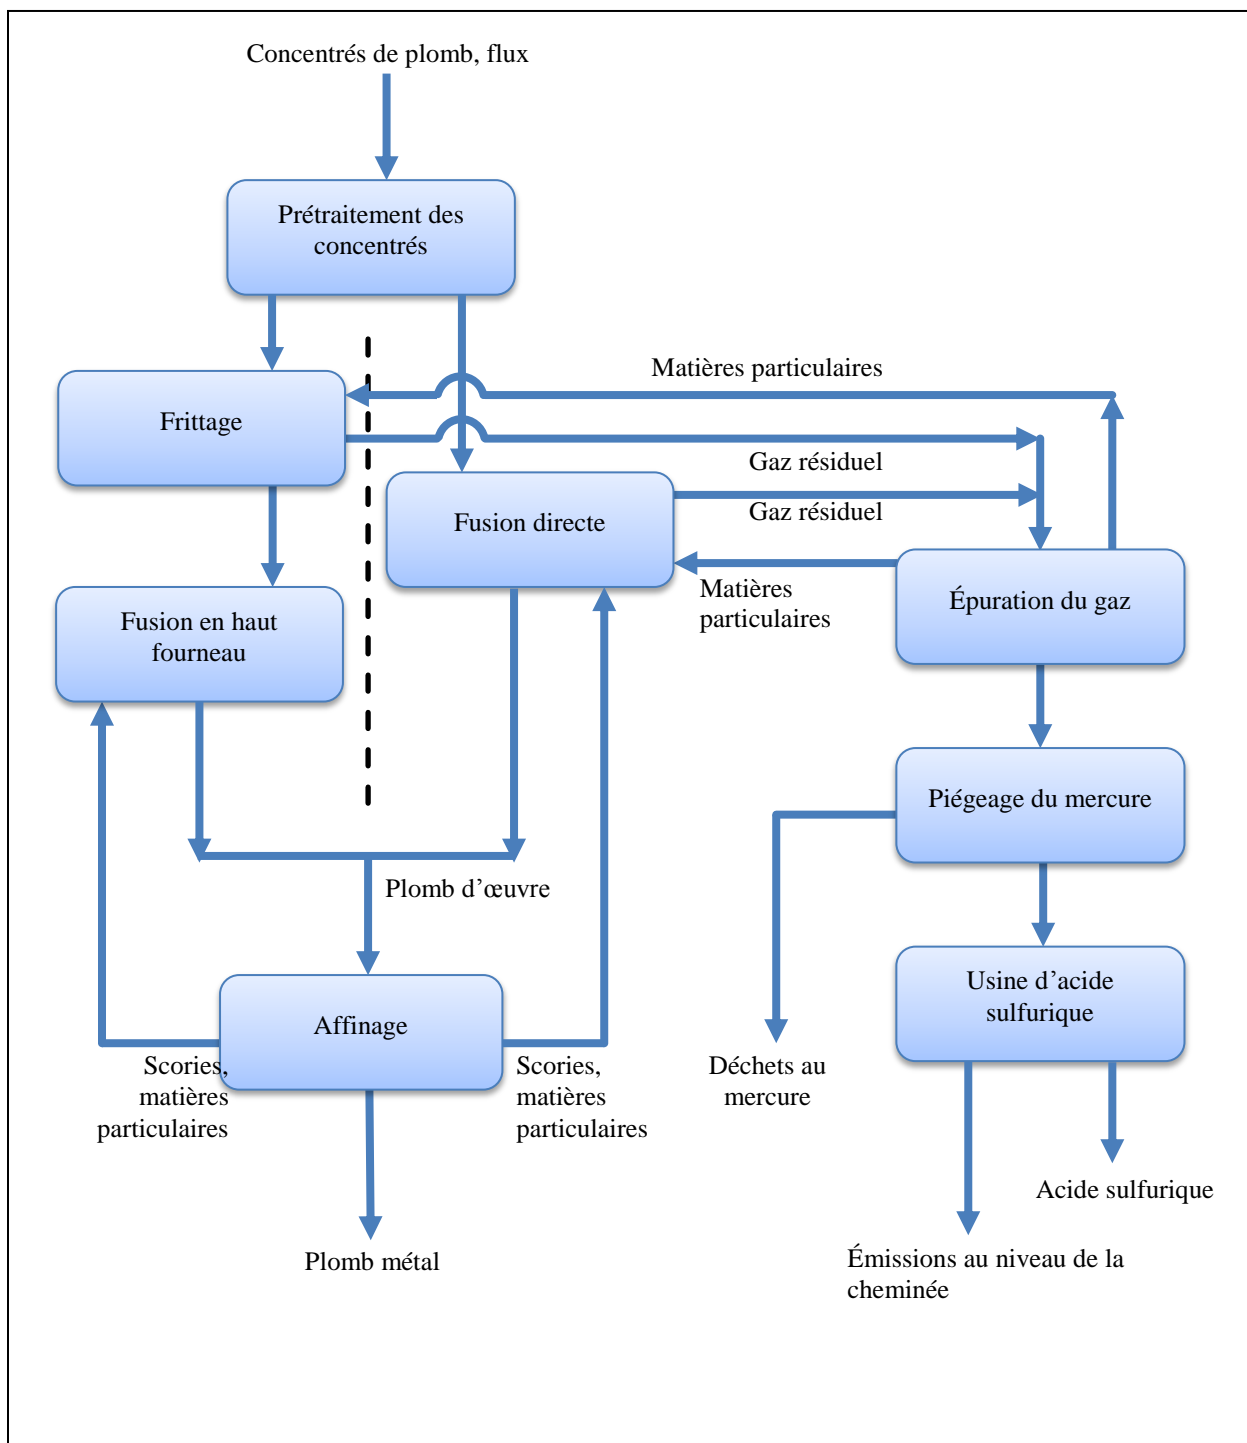 Concentrés de plomb, flux
Prétraitement des
concentrés
Matières particulaires
Frittage
Gaz résiduel
Fusion directe
Gaz résiduel
Matières
particulaires
Épuration du gaz
Fusion en haut
fourneau
Piégeage du mercure
Plomb d’œuvre
Usine d’acide
sulfurique
Affinage
Scories,
matières
particulaires
Scories,
matières
particulaires
Déchets au
mercure
Acide sulfurique
Plomb métal
Émissions au niveau de la
cheminée